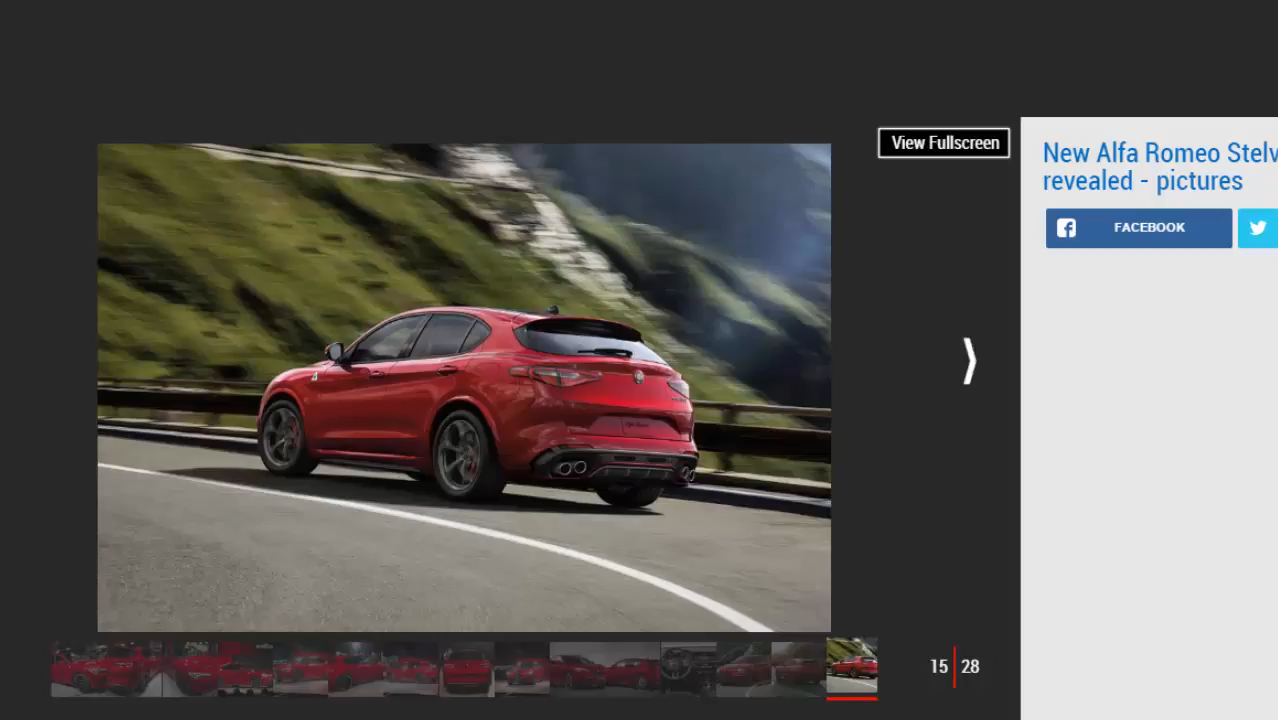 View Fullscreen
New Alfa Romeo Stelv
revealed - pictures
FACEBOOK
15 28